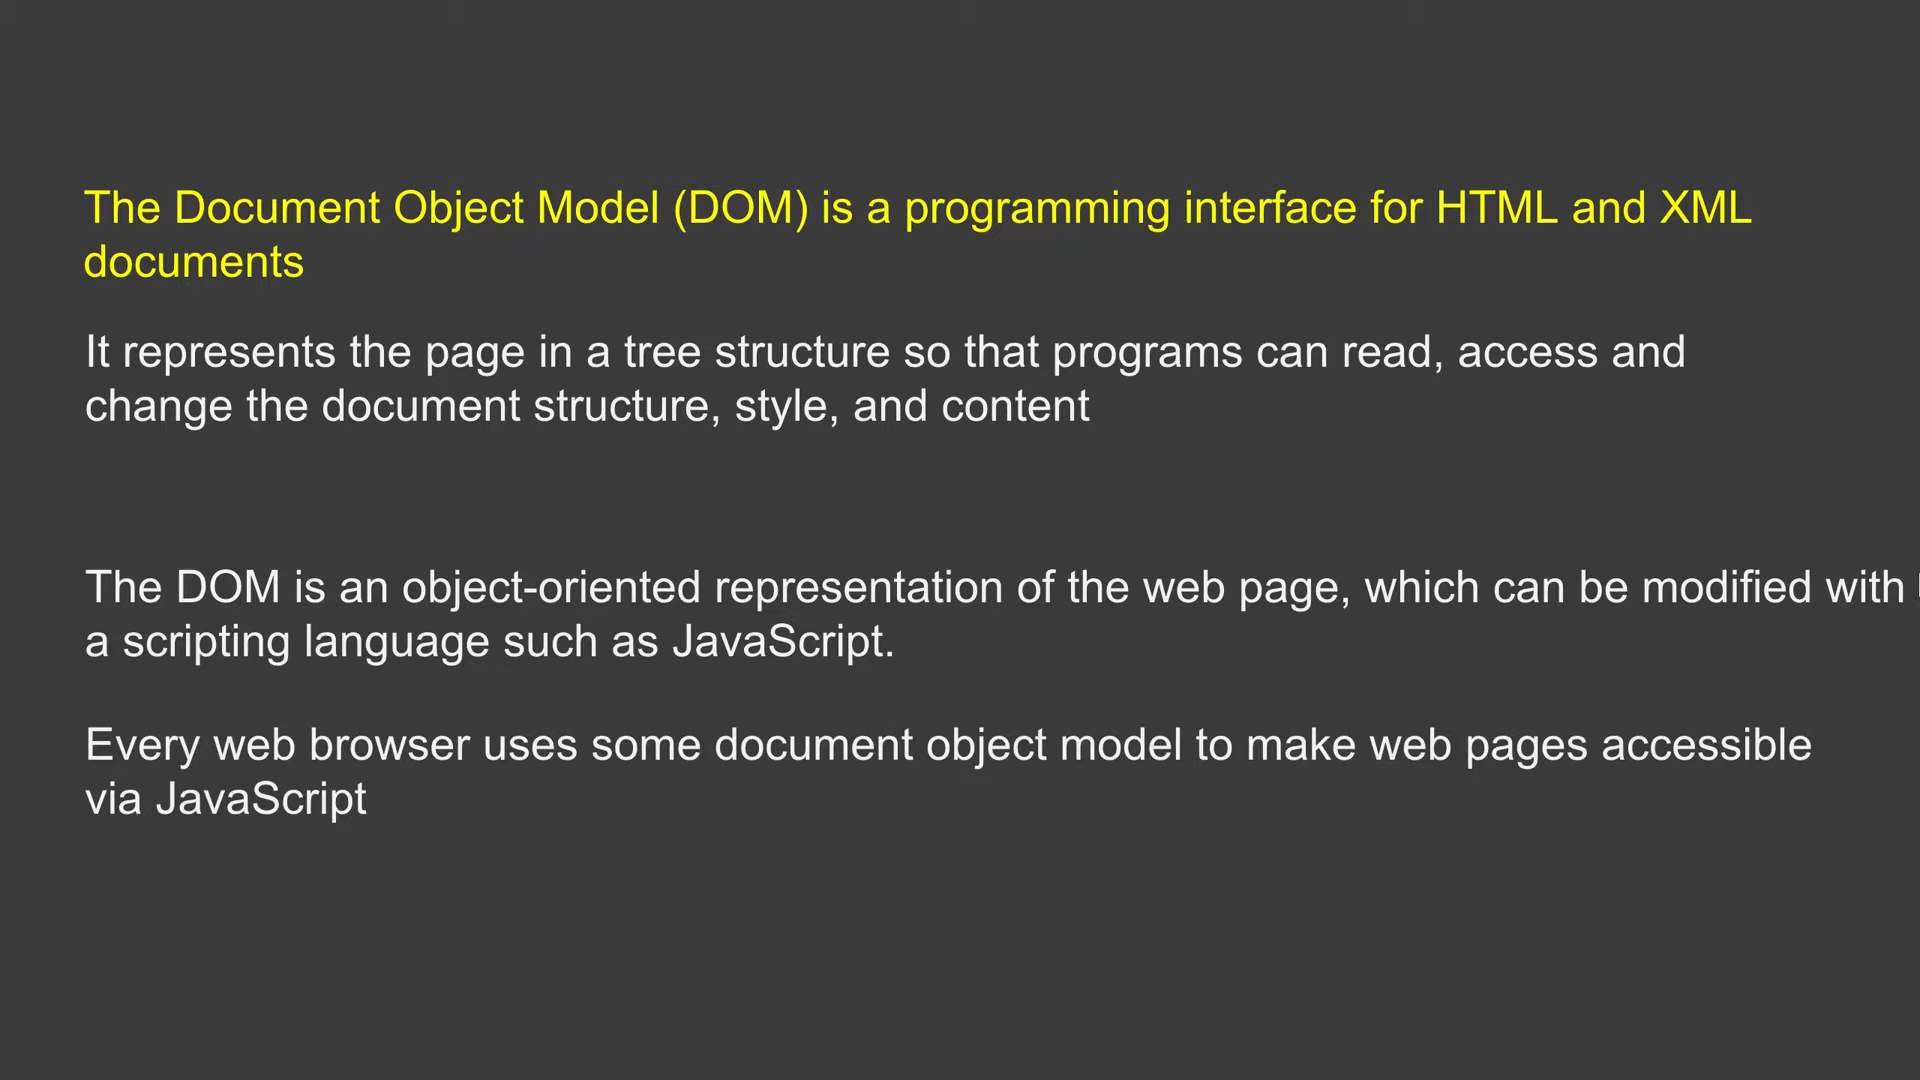 The Document Object Model (DOM) is a programming interface for HTML and XML
documents
It represents the page in a tree structure so that programs can read, access and
change the document structure, style, and content
The DOM is an object-oriented representation of the web page, which can be modified with
a scripting language such as JavaScript.
Every web browser uses some document object model to make web pages accessible
via JavaScript